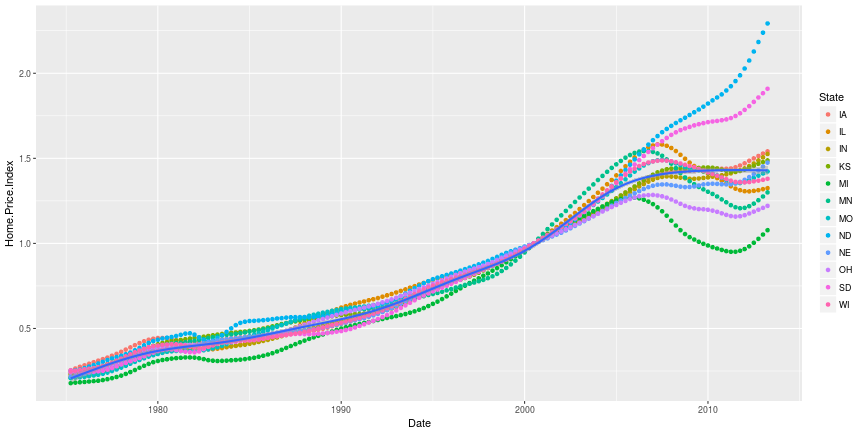 Home.Price.Index
2.0
1.5
1.0
0.5
1980
1990
2000
2010
Date
State
IA
IL
IN
KS
MI
MN
MO
ND
NE
OH
SD
WI